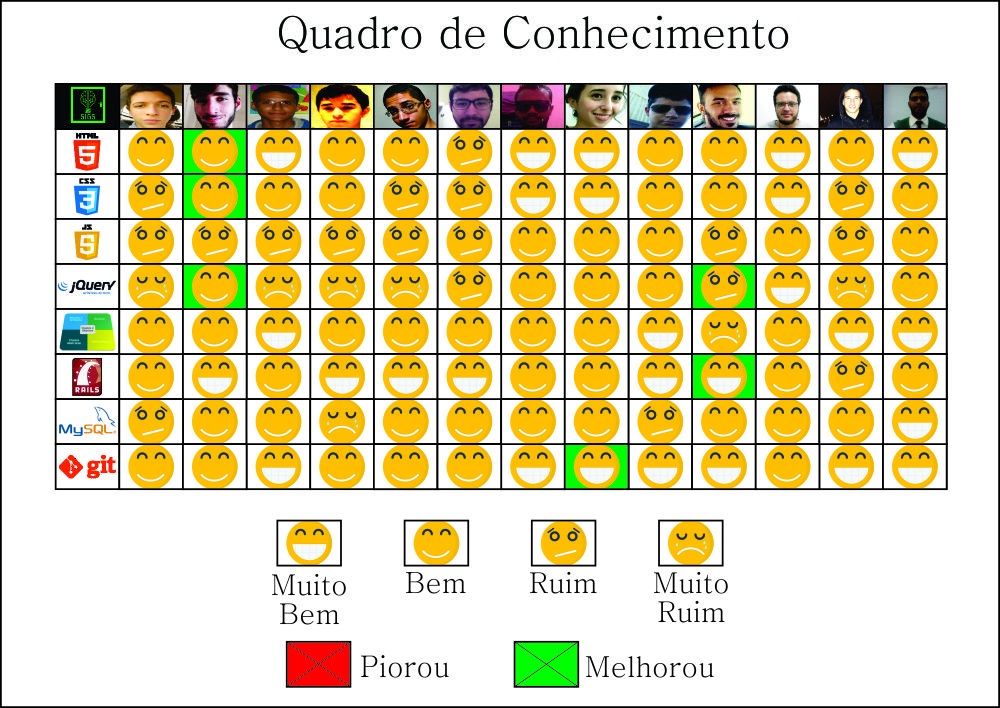 Quadro de Conhecimento
SIGS
HTML
5
CSS
3
JS
5
jQuery
RAILS
MySQL
git
Muito
Bem
Bem
Ruim
Muito
Ruim
Piorou
Melhorou